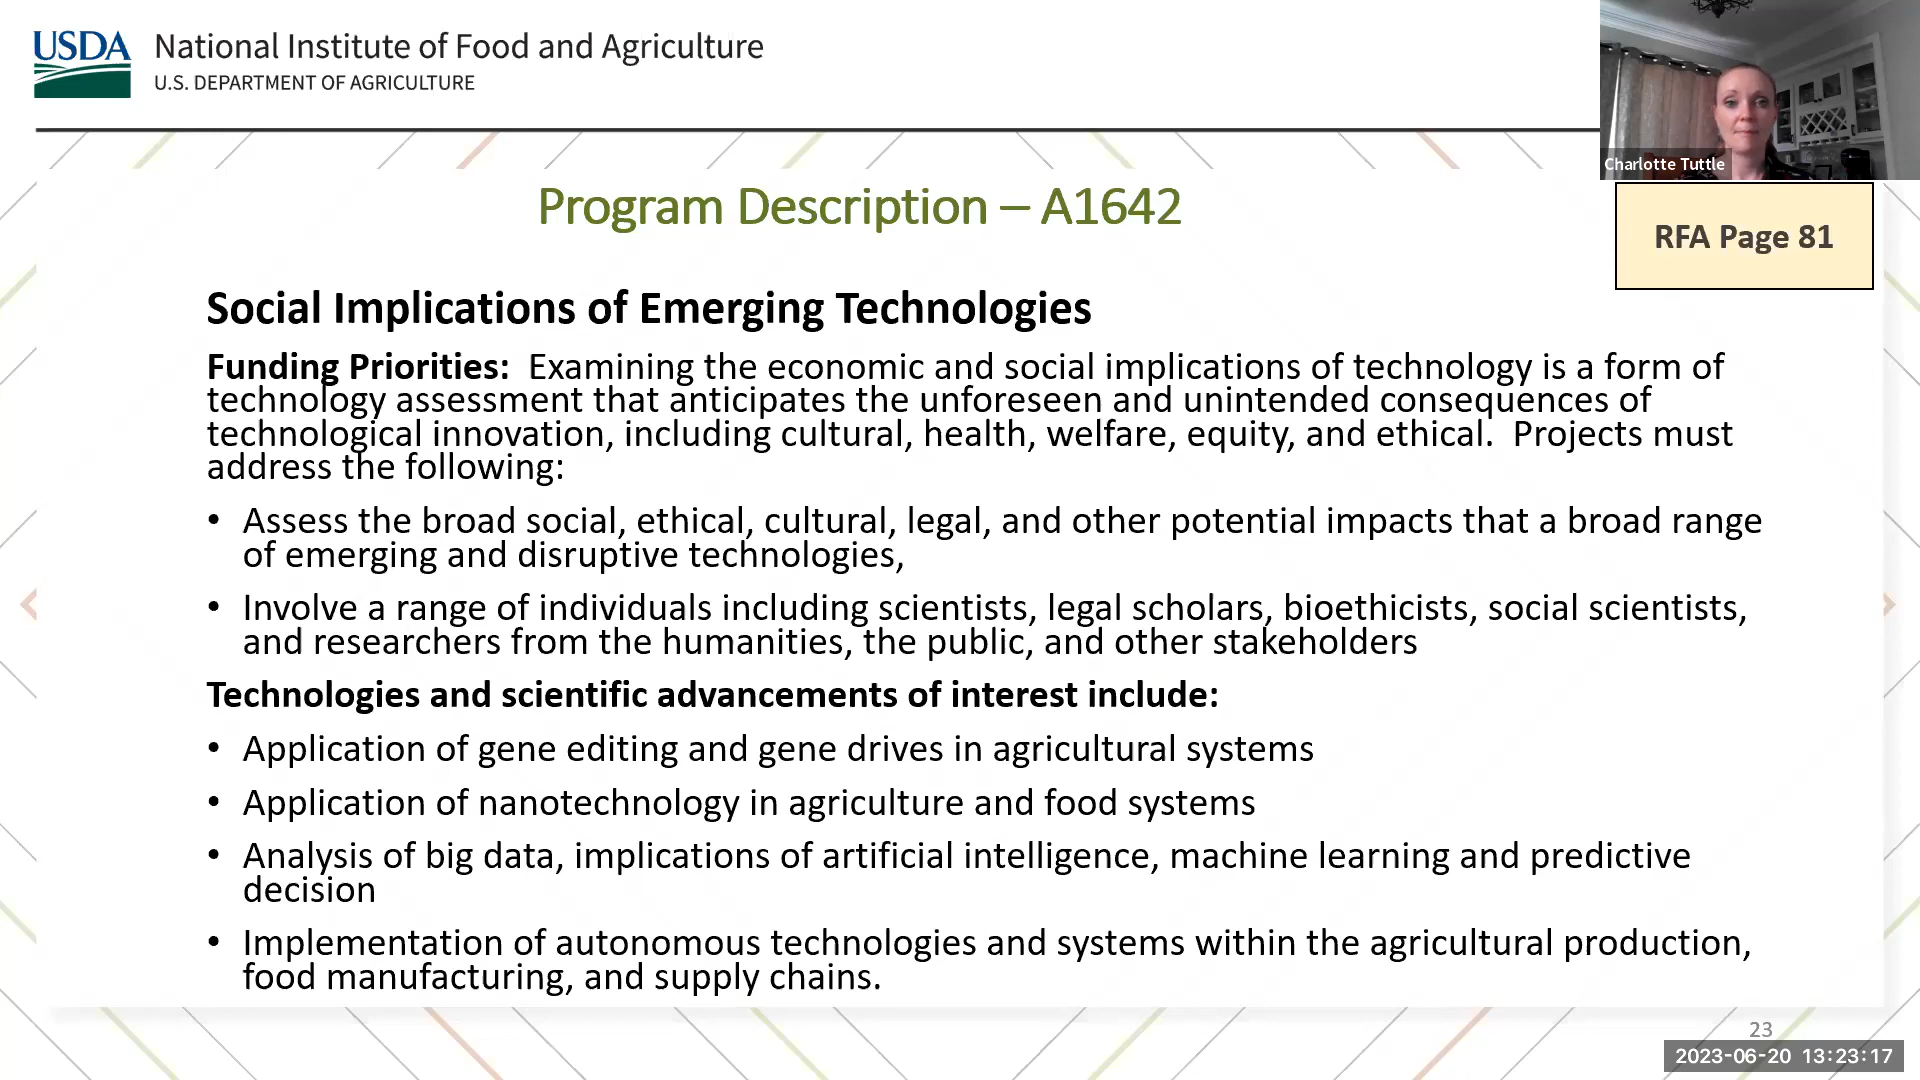 USDA
National Institute of Food and Agriculture
U.S. DEPARTMENT OF AGRICULTURE
Charlotte Tuttle
Program Description – A1642
RFA Page 81
Social Implications of Emerging Technologies
Funding Priorities:  Examining the economic and social implications of technology is a form of
technology assessment that anticipates the unforeseen and unintended consequences of
technological innovation, including cultural, health, welfare, equity, and ethical.  Projects must
address the following:
• Assess the broad social, ethical, cultural, legal, and other potential impacts that a broad range
of emerging and disruptive technologies,
• Involve a range of individuals including scientists, legal scholars, bioethicists, social scientists,
and researchers from the humanities, the public, and other stakeholders
Technologies and scientific advancements of interest include:
• Application of gene editing and gene drives in agricultural systems
• Application of nanotechnology in agriculture and food systems
• Analysis of big data, implications of artificial intelligence, machine learning and predictive
decision
• Implementation of autonomous technologies and systems within the agricultural production,
food manufacturing, and supply chains.
23
2023-06-20 13:23:17